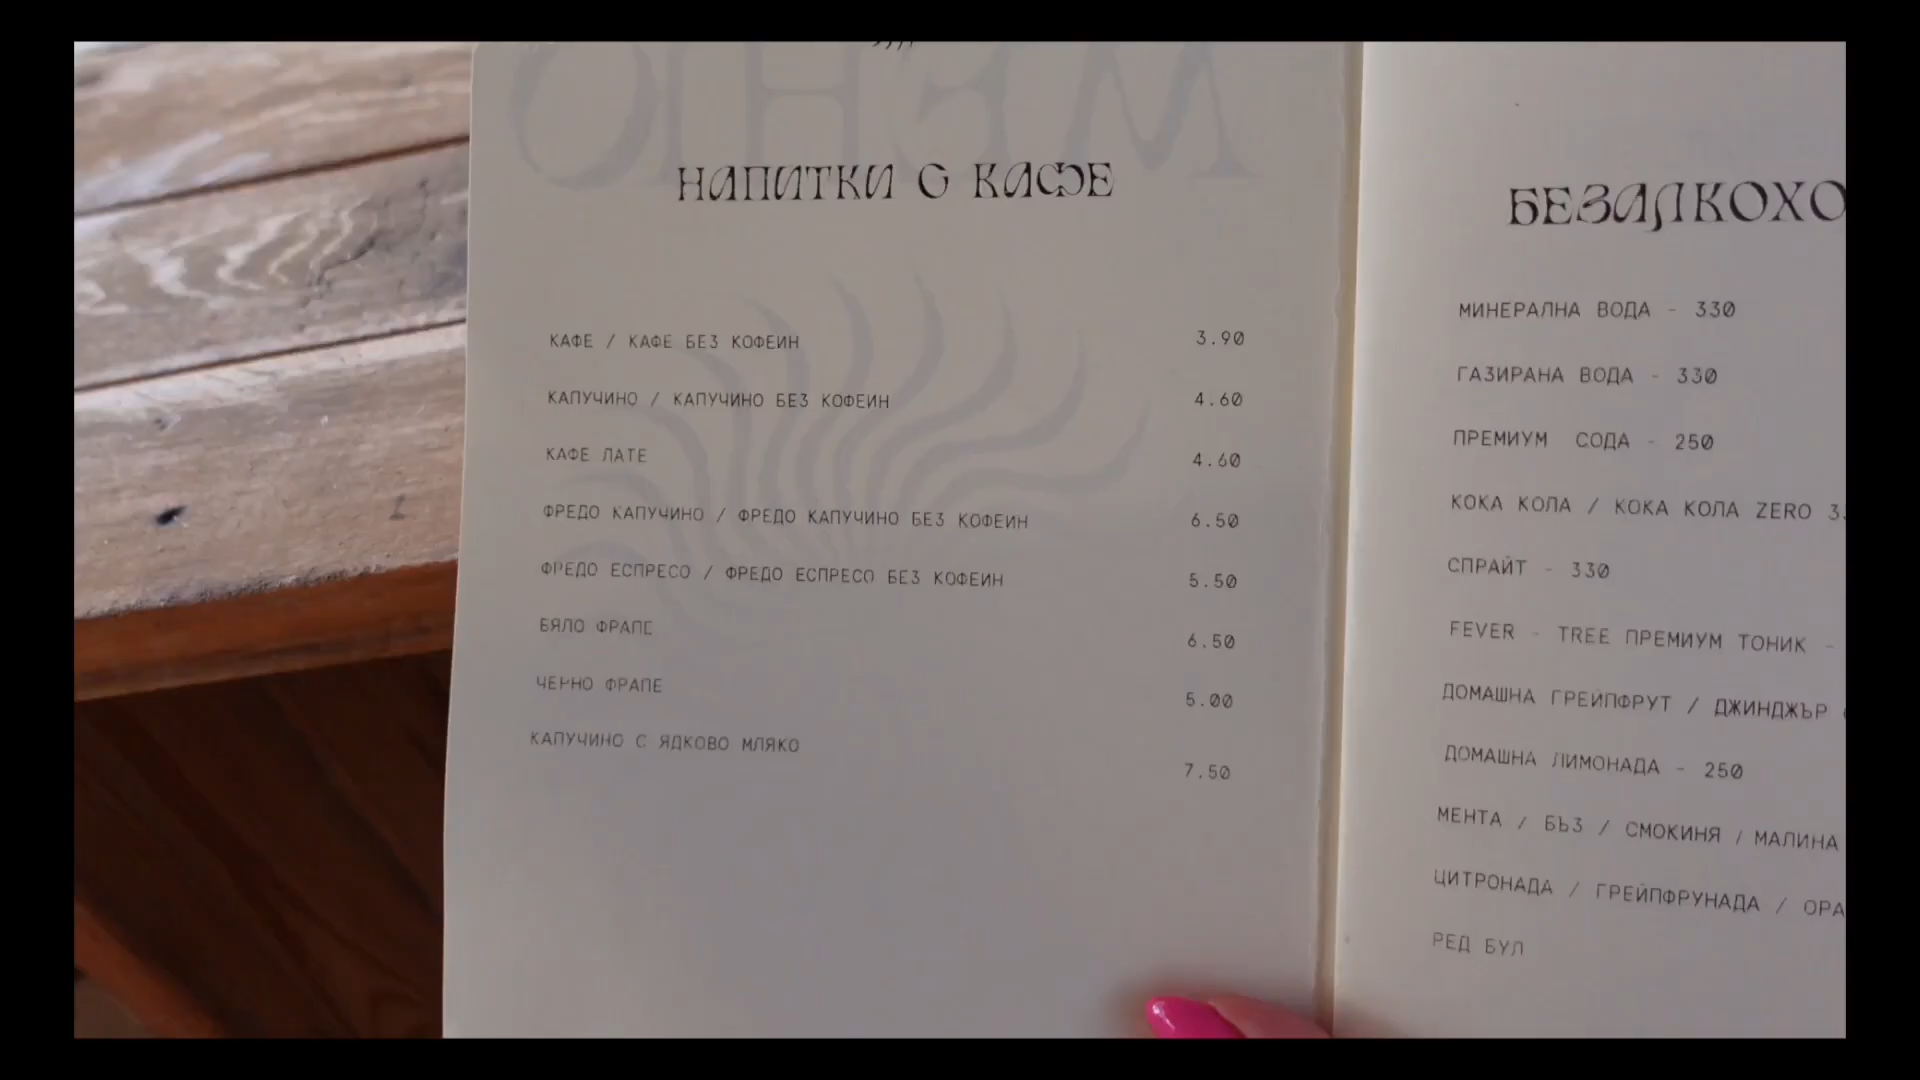 НАПИТКИ С КАФЕ
КАФЕ / КАФЕ БЕЗ КОФЕИН 3.90
КАПУЧИНО / КАПУЧИНО БЕЗ КОФЕИН 4.60
КАФЕ ЛАТЕ 4.60
ФРЕДО КАПУЧИНО / ФРЕДО КАПУЧИНО БЕЗ КОФЕИН 6.50
ФРЕДО ЕСПРЕСО / ФРЕДО ЕСПРЕСО БЕЗ КОФЕИН 5.50
БЯЛО ФРАПЕ 6.50
ЧЕРНО ФРАПЕ 5.00
КАПУЧИНО С ЯДКОВО МЛЯКО 7.50
БЕЗАЛКОХО
МИНЕРАЛНА ВОДА - 330
ГАЗИРАНА ВОДА - 330
ПРЕМИУМ СОДА - 250
КОКА КОЛА / КОКА КОЛА ZERO 3.
СПРАЙТ - 330
FEVER - TREE ПРЕМИУМ ТОНИК -
ДОМАШНА ГРЕЙПФРУТ / ДЖИНДЖЪР
ДОМАШНА ЛИМОНАДА - 250
МЕНТА / БЪЗ / СМОКИНЯ / МАЛИНА
ЦИТРОНАДА / ГРЕЙПФРУНАДА / ОРА
РЕД БУЛ